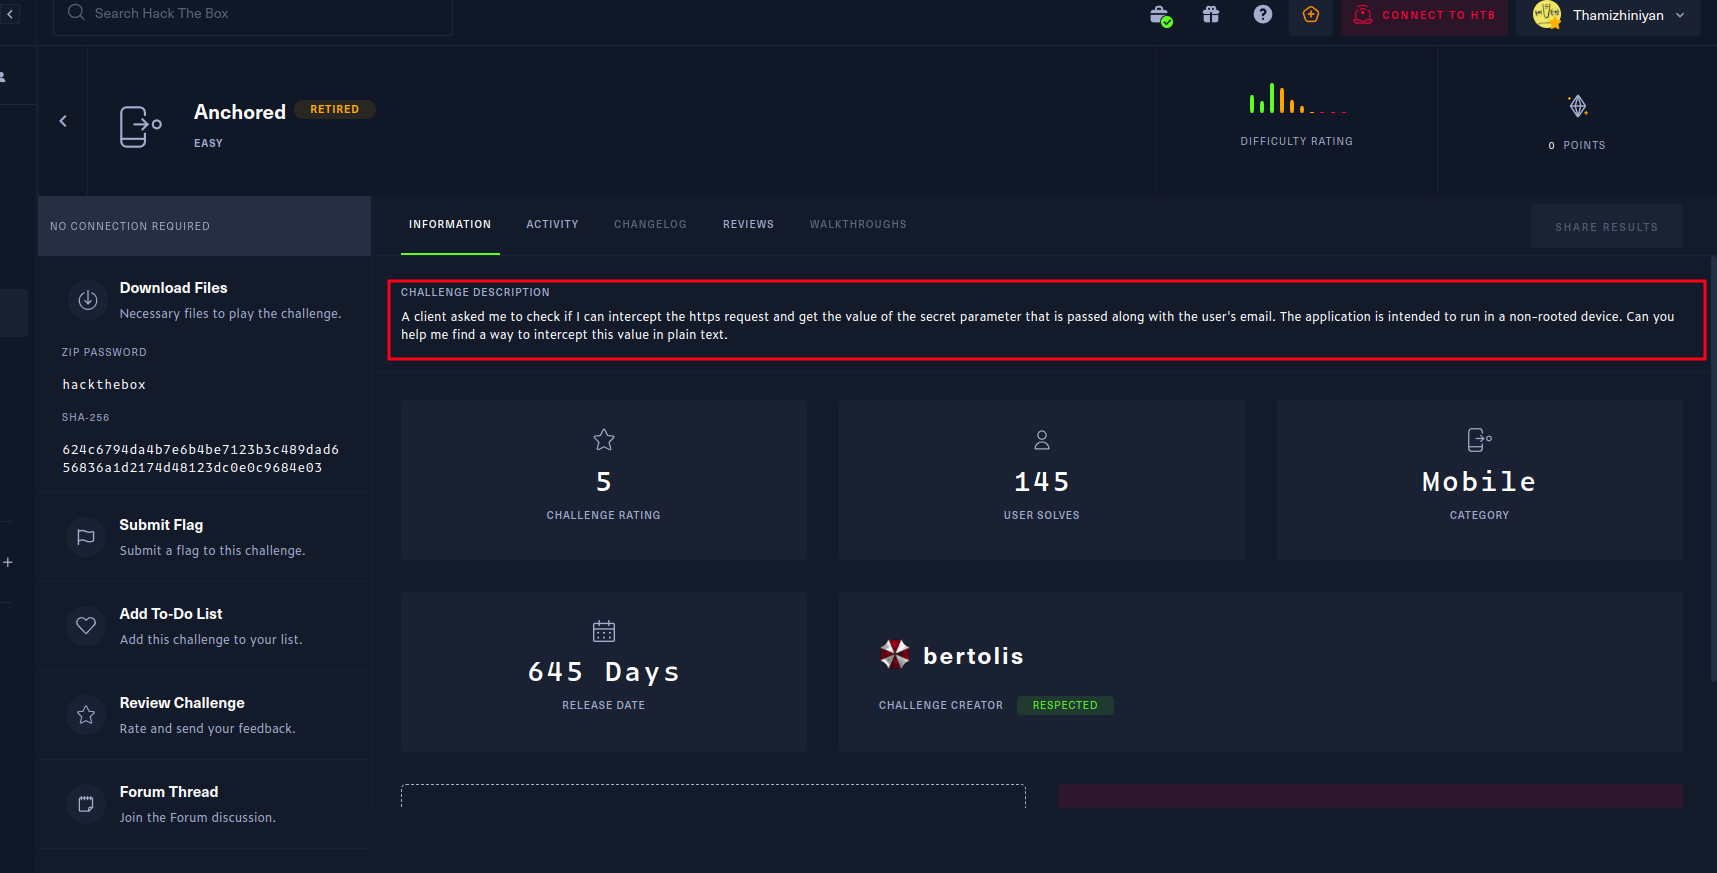 Search Hack The Box
CONNECT TO HTB
Thamizhiniyan
Anchored
RETIRED
EASY
DIFFICULTY RATING
0 POINTS
NO CONNECTION REQUIRED
INFORMATION
ACTIVITY
CHANGELOG
REVIEWS
WALKTHROUGHS
SHARE RESULTS
Download Files
Necessary files to play the challenge.
ZIP PASSWORD
hackthebox
SHA-256
624c6794da4b7e6b4be7123b3c489dad6
56836a1d2174d48123dc0e0c9684e03
Submit Flag
Submit a flag to this challenge.
Add To-Do List
Add this challenge to your list.
Review Challenge
Rate and send your feedback.
Forum Thread
Join the Forum discussion.
CHALLENGE DESCRIPTION
A client asked me to check if I can intercept the https request and get the value of the secret parameter that is passed along with the user's email. The application is intended to run in a non-rooted device. Can you
help me find a way to intercept this value in plain text.
5
CHALLENGE RATING
145
USER SOLVES
Mobile
CATEGORY
645 Days
RELEASE DATE
bertolis
CHALLENGE CREATOR
RESPECTED